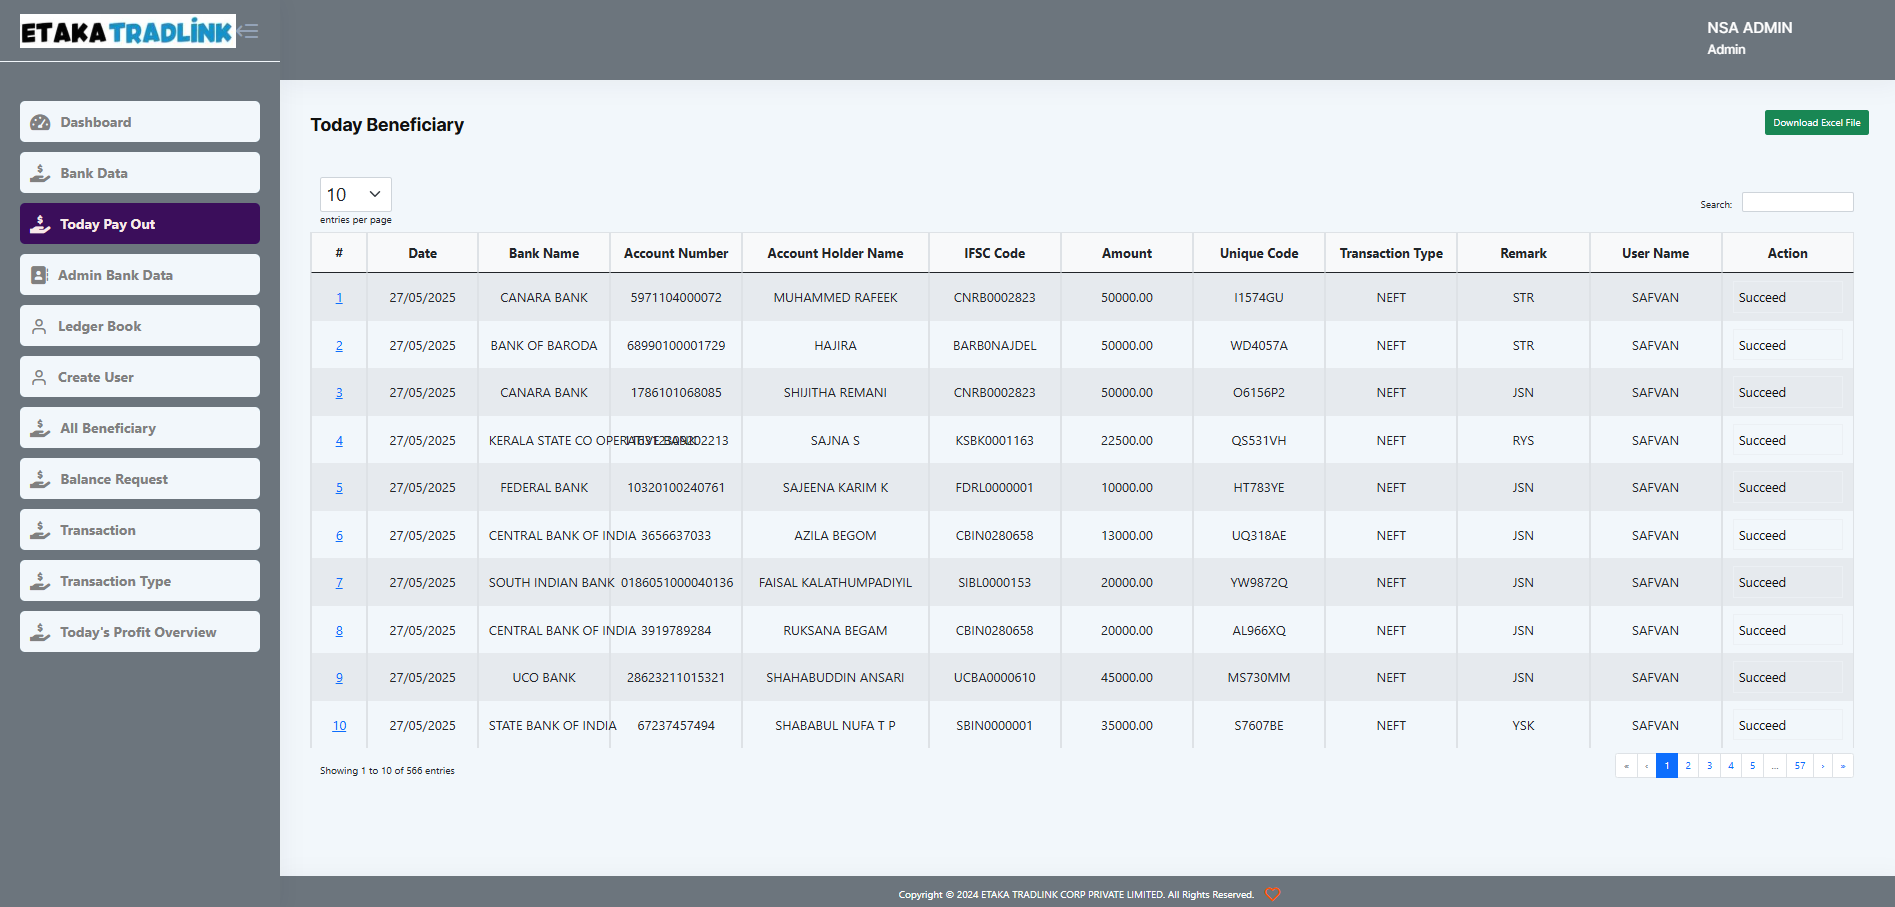 ETAKA TRADLINK
NSA ADMIN
Admin
Dashboard
Bank Data
Today Pay Out
Admin Bank Data
Ledger Book
Create User
All Beneficiary
Balance Request
Transaction
Transaction Type
Today's Profit Overview
Today Beneficiary
Download Excel File
10
entries per page
Search:
# Date Bank Name Account Number Account Holder Name IFSC Code Amount Unique Code Transaction Type Remark User Name Action
1 27/05/2025 CANARA BANK 5971104000072 MUHAMMED RAFEEK CNRB0002823 50000.00 I1574GU NEFT STR SAFVAN Succeed
2 27/05/2025 BANK OF BARODA 68990100001729 HAJIRA BARB0NAJDEL 50000.00 WD4057A NEFT STR SAFVAN Succeed
3 27/05/2025 CANARA BANK 1786101068085 SHIJITHA REMANI CNRB0002823 50000.00 O6156P2 NEFT JSN SAFVAN Succeed
4 27/05/2025 KERALA STATE CO OPERATIVE BANK SAJNA S KSBK0001163 22500.00 QS531VH NEFT RYS SAFVAN Succeed
5 27/05/2025 FEDERAL BANK 10320100240761 SAJEENA KARIM K FDRL0000001 10000.00 HT783YE NEFT JSN SAFVAN Succeed
6 27/05/2025 CENTRAL BANK OF INDIA 3656637033 AZILA BEGOM CBIN0280658 13000.00 UQ318AE NEFT JSN SAFVAN Succeed
7 27/05/2025 SOUTH INDIAN BANK 0186051000040136 FAISAL KALATHUMPADIYIL SIBL0000153 20000.00 YW9872Q NEFT JSN SAFVAN Succeed
8 27/05/2025 CENTRAL BANK OF INDIA 3919789284 RUKSANA BEGAM CBIN0280658 20000.00 AL966XQ NEFT JSN SAFVAN Succeed
9 27/05/2025 UCO BANK 28623211015321 SHAHABUDDIN ANSARI UCBA0000610 45000.00 MS730MM NEFT JSN SAFVAN Succeed
10 27/05/2025 STATE BANK OF INDIA 67237457494 SHABABUL NUFA T P SBIN0000001 35000.00 S7607BE NEFT YSK SAFVAN Succeed
Showing 1 to 10 of 566 entries
« ‹ 1 2 3 4 5 … 57 › »
Copyright © 2024 ETAKA TRADLINK CORP PRIVATE LIMITED. All Rights Reserved.